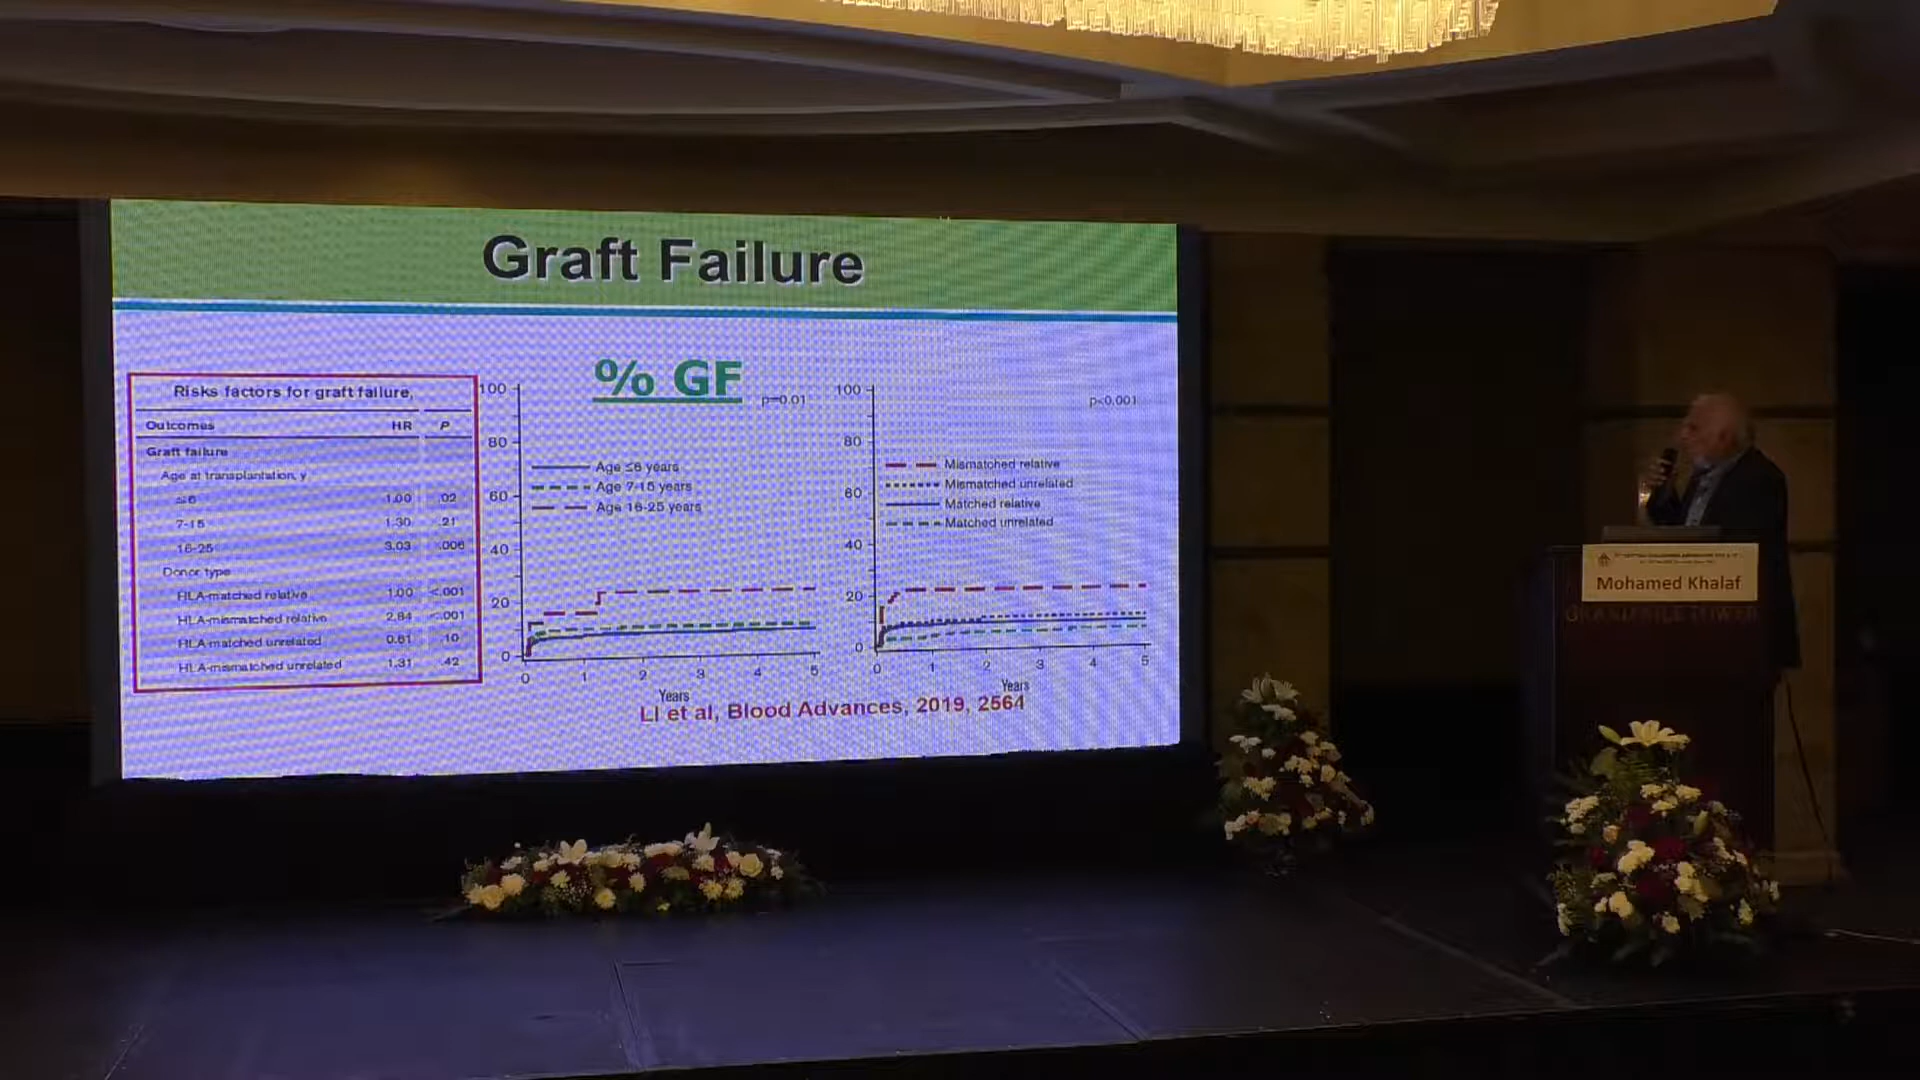 Graft Failure
Risks factors for graft failure,
Outcomes HR P
Graft failure
Age at transplantation, y
≤6 1.00 .02
7-15 1.30 .21
16-25 3.03 .006
Donor type
HLA-matched relative 1.00 <.001
HLA-mismatched relative 2.84 <.001
HLA-matched unrelated 0.61 .10
HLA-mismatched unrelated 1.31 .42
% GF
p=0.01
100
80
60
40
20
0
Age ≤6 years
Age 7-15 years
Age 16-25 years
0 1 2 3 4 5
Years
p<0.001
100
80
60
40
20
0
Mismatched relative
Mismatched unrelated
Matched relative
Matched unrelated
0 1 2 3 4 5
Years
LI et al, Blood Advances, 2019, 2564
Mohamed Khalaf
GRAND NILE TOWER